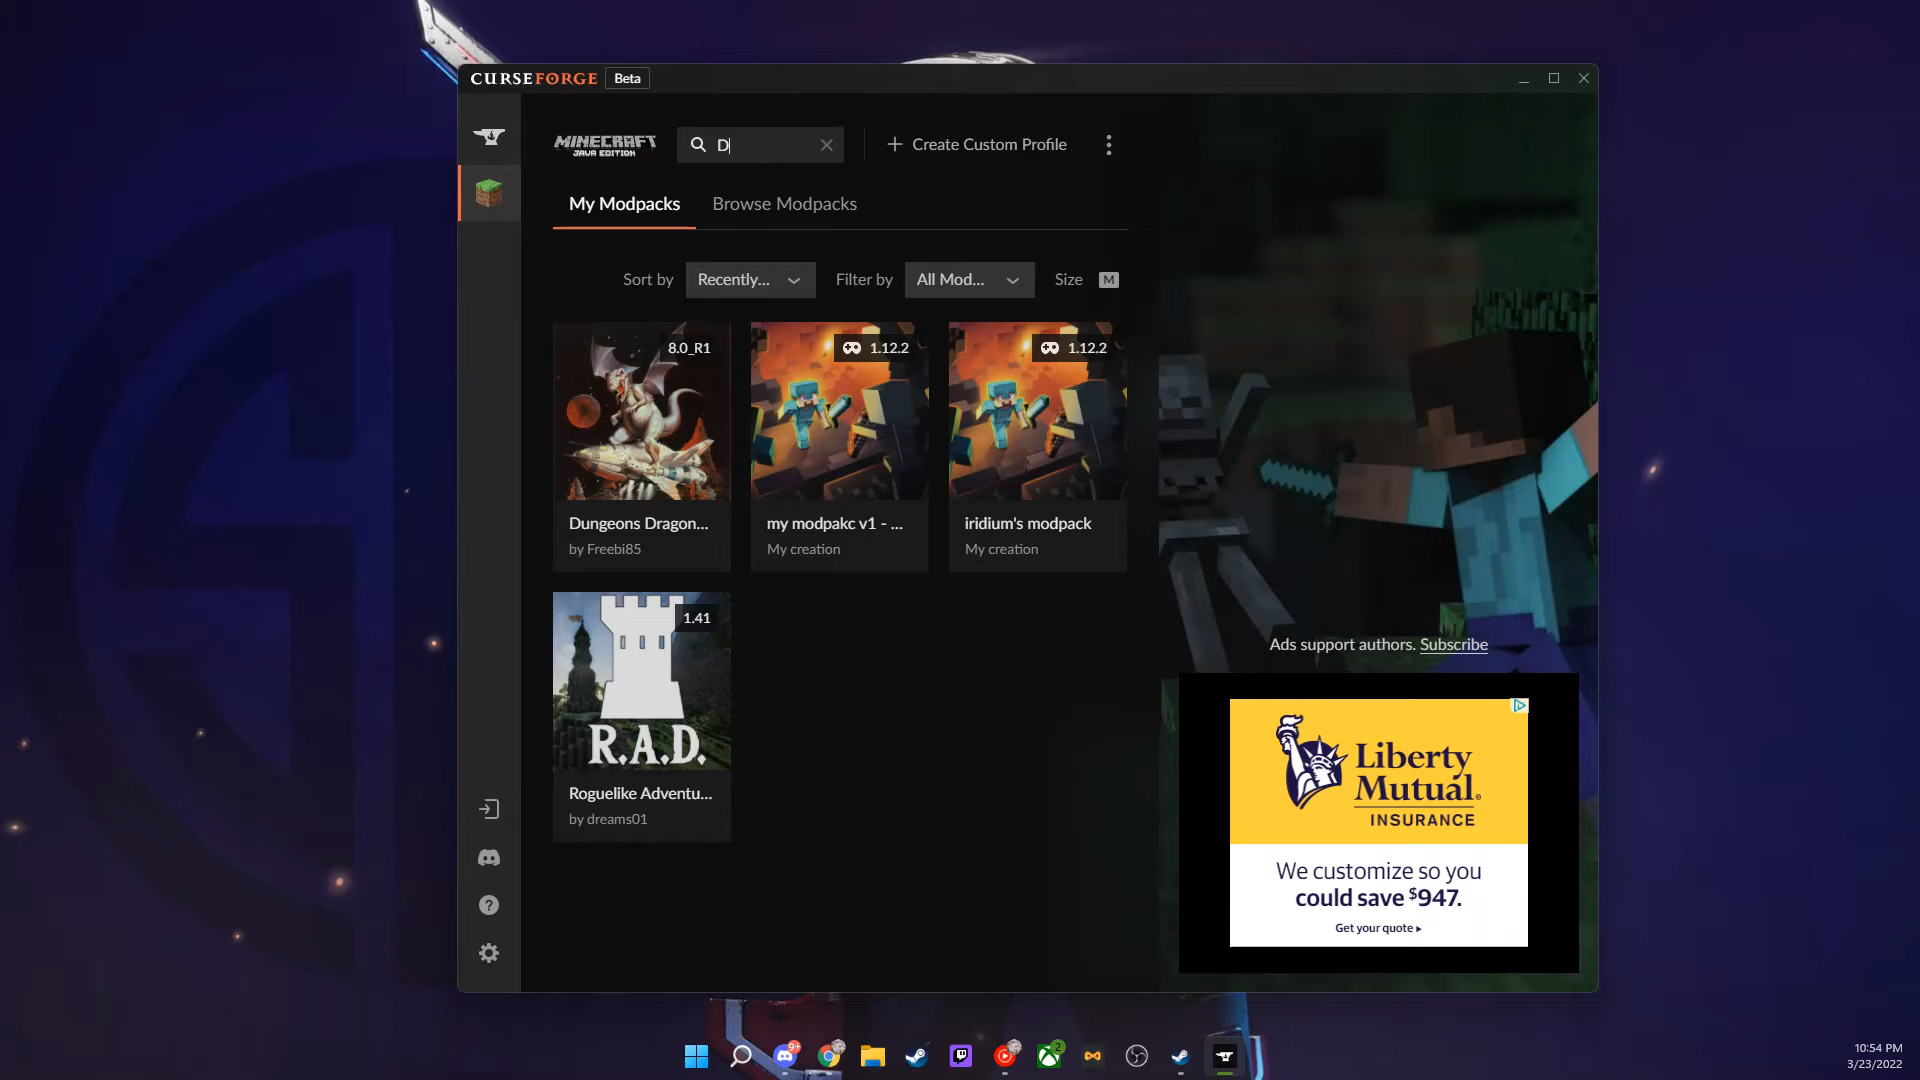 CURSEFORGE Beta
MINECRAFT
JAVA EDITION
D
Create Custom Profile
My Modpacks
Browse Modpacks
Sort by
Recently...
Filter by
All Mod...
Size
M
8.0_R1
1.12.2
1.12.2
Dungeons Dragon...
by Freebi85
my modpakc v1 - ...
My creation
iridium's modpack
My creation
1.41
R.A.D.
Roguelike Adventu...
by dreams01
Ads support authors. Subscribe
Liberty
Mutual®
INSURANCE
We customize so you
could save $947.
Get your quote ▸
9+
2
10:54 PM
3/23/2022